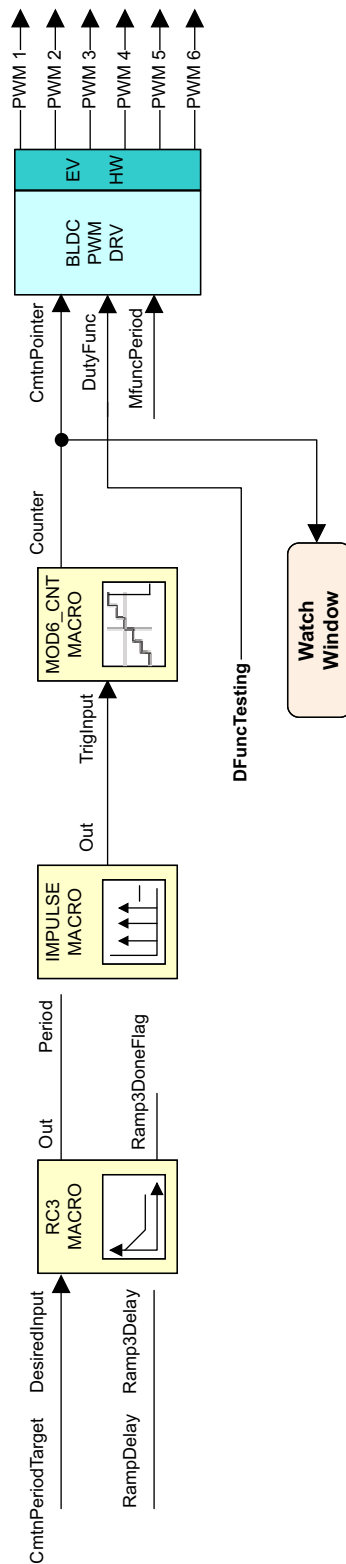 CmtnPeriodTarget
DesiredInput
RampDelay
Ramp3Delay
RC3
MACRO
Out
Period
Ramp3DoneFlag
IMPULSE
MACRO
Out
TrigInput
MOD6_CNT
MACRO
Counter
CmtnPointer
DFuncTesting
DutyFunc
MfuncPeriod
Watch
Window
BLDC
PWM
DRV
EV
HW
PWM 1
PWM 2
PWM 3
PWM 4
PWM 5
PWM 6